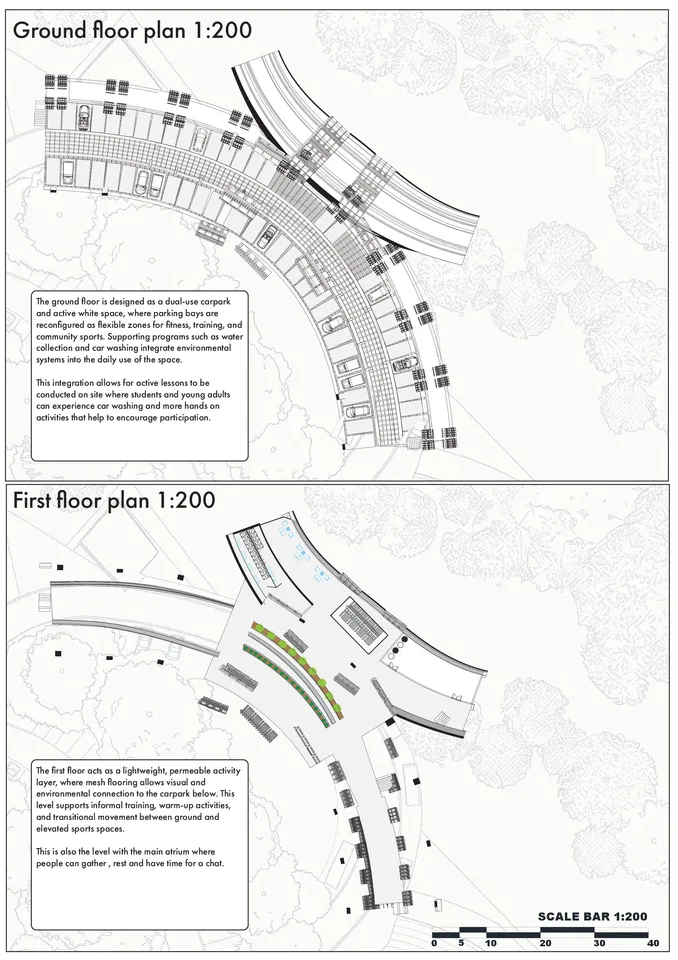 Ground floor plan 1:200
The ground floor is designed as a dual-use carpark
and active white space, where parking bays are
reconfigured as flexible zones for fitness, training, and
community sports. Supporting programs such as water
collection and car washing integrate environmental
systems into the daily use of the space.
This integration allows for active lessons to be
conducted on site where students and young adults
can experience car washing and more hands on
activities that help to encourage participation.
First floor plan 1:200
The first floor acts as a lightweight, permeable activity
layer, where mesh flooring allows visual and
environmental connection to the carpark below. This
level supports informal training, warm-up activities,
and transitional movement between ground and
elevated sports spaces.
This is also the level with the main atrium where
people can gather , rest and have time for a chat.
SCALE BAR 1:200
0 5 10 20 30 40